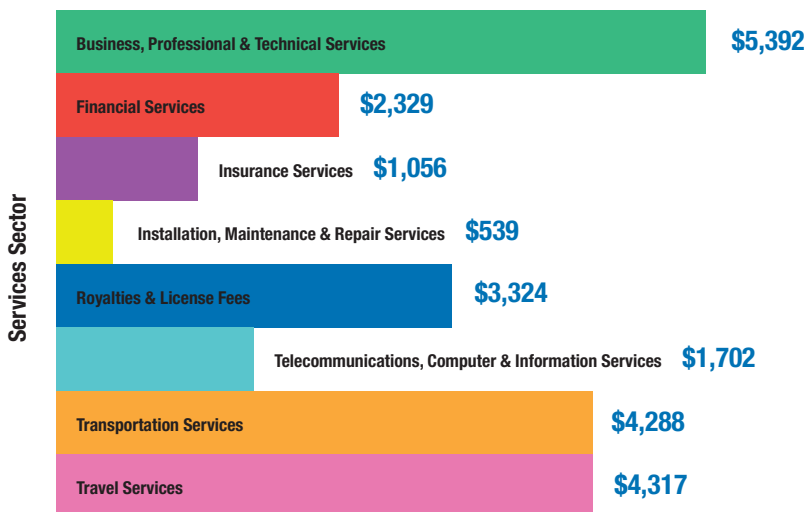 Services Sector
Business, Professional & Technical Services $5,392
Financial Services $2,329
Insurance Services $1,056
Installation, Maintenance & Repair Services $539
Royalties & License Fees $3,324
Telecommunications, Computer & Information Services $1,702
Transportation Services $4,288
Travel Services $4,317